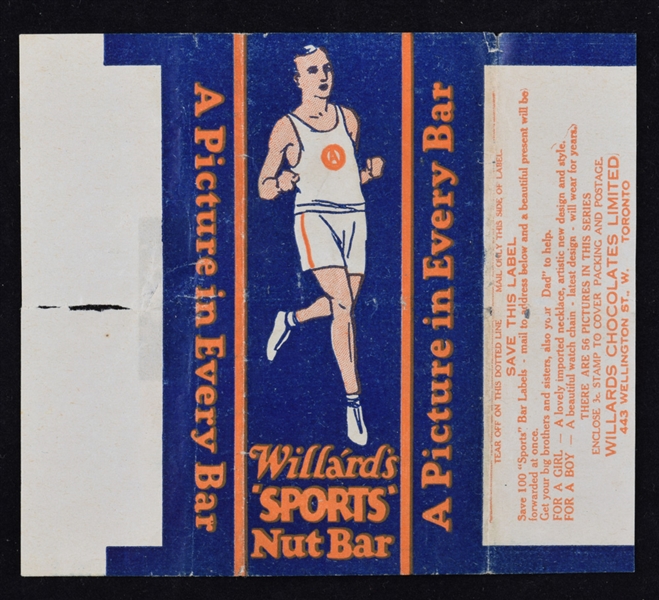 A Picture in Every Bar
A
Willard's
"SPORTS"
Nut Bar
A Picture in Every Bar
TEAR OFF ON THIS DOTTED LINE MAIL ONLY THIS SIDE OF LABEL
SAVE THIS LABEL
Save 100 "Sports" Bar Labels - mail to address below and a beautiful present will be
forwarded at once.
Get your big brothers and sisters, also your Dad" to help.
FOR A GIRL — A lovely imported necklace, artistic new design and style.
FOR A BOY — A beautiful watch chain - latest design - will wear for years.
THERE ARE 56 PICTURES IN THIS SERIES
ENCLOSE 3c. STAMP TO COVER PACKING AND POSTAGE
WILLARDS CHOCOLATES LIMITED
443 WELLINGTON ST., W. TORONTO